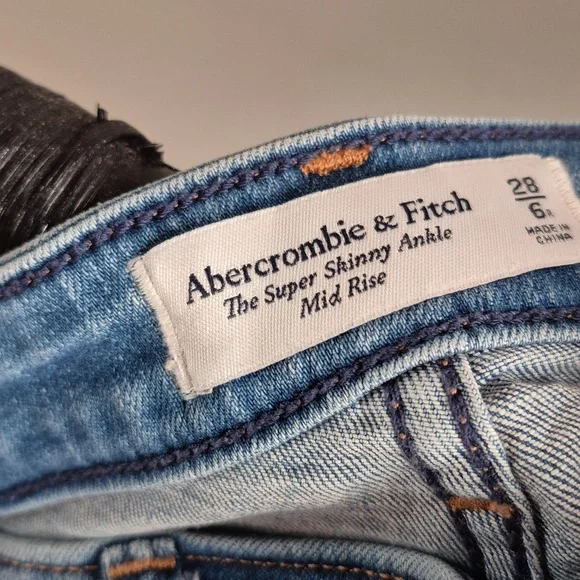 Abercrombie & Fitch
The Super Skinny Ankle
Mid Rise
28
6R
MADE IN
CHINA